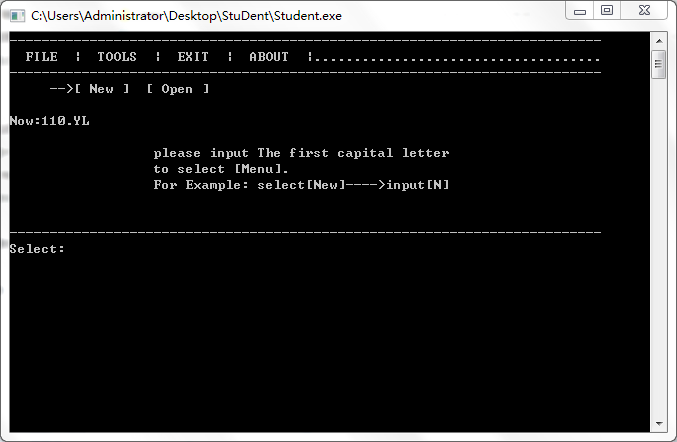 C:\Users\Administrator\Desktop\StuDent\Student.exe
--------------------------------------------------------------------------
FILE ¦ TOOLS ¦ EXIT ¦ ABOUT ¦....................................
--------------------------------------------------------------------------
-->[ New ] [ Open ]
Now:110.YL
please input The first capital letter
to select [Menu].
For Example: select[New]---->input[N]
--------------------------------------------------------------------------
Select: